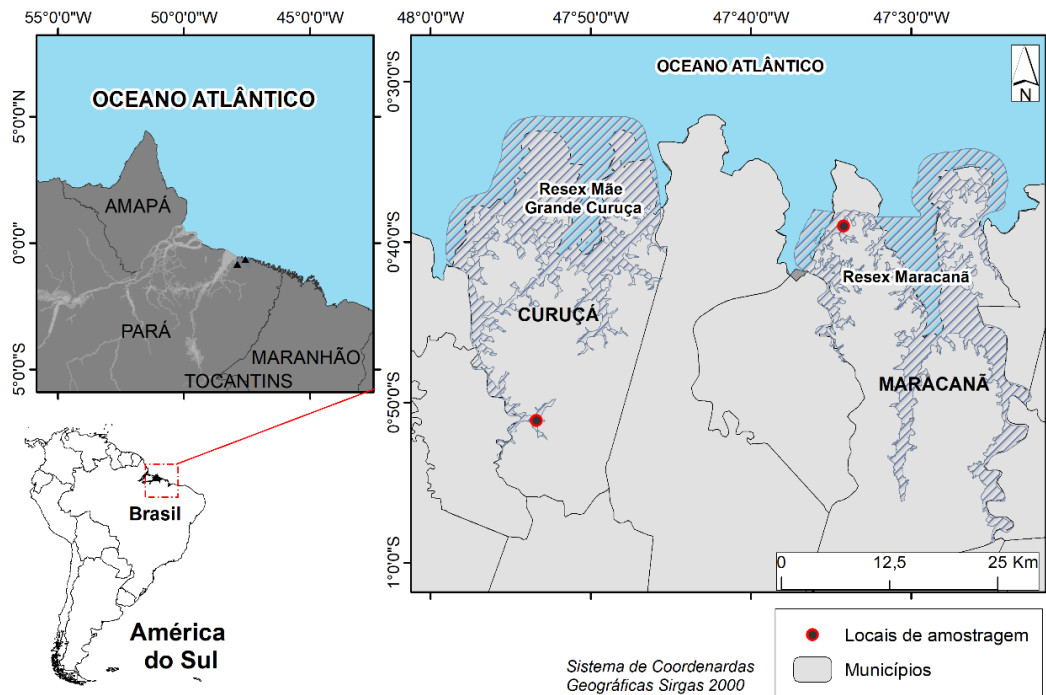 55°0'0"W
50°0'0"W
45°0'0"W
5°0'0"N
0°0'0"
5°0'0"S
OCEANO ATLÂNTICO
AMAPÁ
PARÁ
MARANHÃO
TOCANTINS
48°0'0"W
47°50'0"W
47°40'0"W
47°30'0"W
0°30'0"S
0°40'0"S
0°50'0"S
1°0'0"S
OCEANO ATLÂNTICO
N
Resex Mãe
Grande Curuça
Resex Maracanã
CURUÇÁ
MARACANÃ
0
12,5
25 Km
Brasil
América
do Sul
Sistema de Coordenardas
Geográficas Sirgas 2000
Locais de amostragem
Municípios